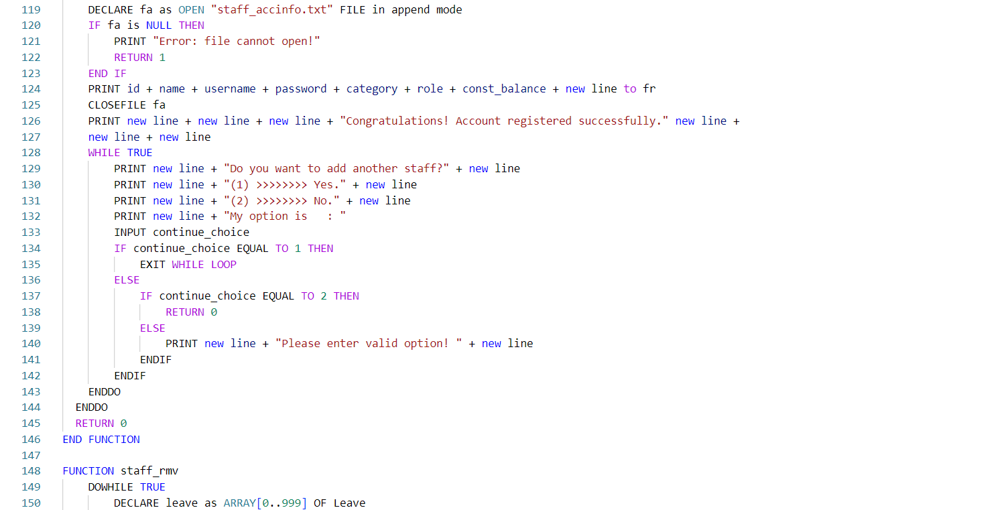 119 DECLARE fa as OPEN "staff_accinfo.txt" FILE in append mode
120 IF fa is NULL THEN
121 PRINT "Error: file cannot open!"
122 RETURN 1
123 END IF
124 PRINT id + name + username + password + category + role + const_balance + new line to fr
125 CLOSEFILE fa
126 PRINT new line + new line + new line + "Congratulations! Account registered successfully." new line +
127 new line + new line
128 WHILE TRUE
129 PRINT new line + "Do you want to add another staff?" + new line
130 PRINT new line + "(1) >>>>>>>> Yes." + new line
131 PRINT new line + "(2) >>>>>>>> No." + new line
132 PRINT new line + "My option is   : "
133 INPUT continue_choice
134 IF continue_choice EQUAL TO 1 THEN
135 EXIT WHILE LOOP
136 ELSE
137 IF continue_choice EQUAL TO 2 THEN
138 RETURN 0
139 ELSE
140 PRINT new line + "Please enter valid option! " + new line
141 ENDIF
142 ENDIF
143 ENDDO
144 ENDDO
145 RETURN 0
146 END FUNCTION
147
148 FUNCTION staff_rmv
149 DOWHILE TRUE
150 DECLARE leave as ARRAY[0..999] OF Leave